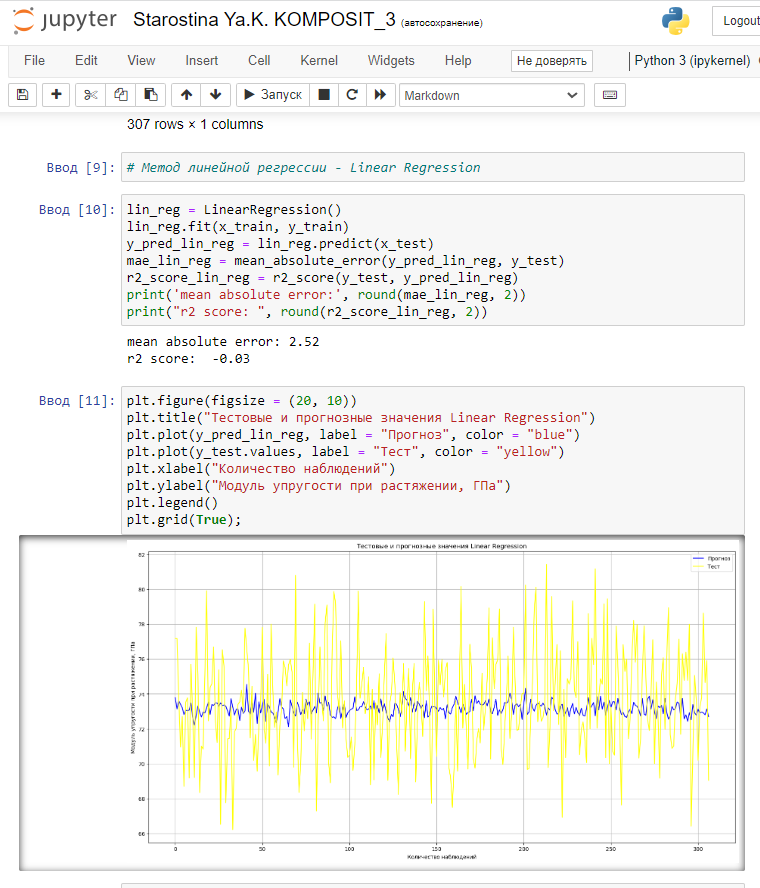 jupyter Starostina Ya.K. KOMPOSIT_3 (автосохранение)
Logout
File Edit View Insert Cell Kernel Widgets Help Не доверять Python 3 (ipykernel)
Запуск Markdown
307 rows × 1 columns
Ввод [9]: # Метод линейной регрессии - Linear Regression
Ввод [10]: lin_reg = LinearRegression()
lin_reg.fit(x_train, y_train)
y_pred_lin_reg = lin_reg.predict(x_test)
mae_lin_reg = mean_absolute_error(y_pred_lin_reg, y_test)
r2_score_lin_reg = r2_score(y_test, y_pred_lin_reg)
print('mean absolute error:', round(mae_lin_reg, 2))
print("r2 score: ", round(r2_score_lin_reg, 2))
mean absolute error: 2.52
r2 score:  -0.03
Ввод [11]: plt.figure(figsize = (20, 10))
plt.title("Тестовые и прогнозные значения Linear Regression")
plt.plot(y_pred_lin_reg, label = "Прогноз", color = "blue")
plt.plot(y_test.values, label = "Тест", color = "yellow")
plt.xlabel("Количество наблюдений")
plt.ylabel("Модуль упругости при растяжении, ГПа")
plt.legend()
plt.grid(True);
Тестовые и прогнозные значения Linear Regression
Прогноз
Тест
Модуль упругости при растяжении, ГПа
82
80
78
76
74
72
70
68
66
0 50 100 150 200 250 300
Количество наблюдений